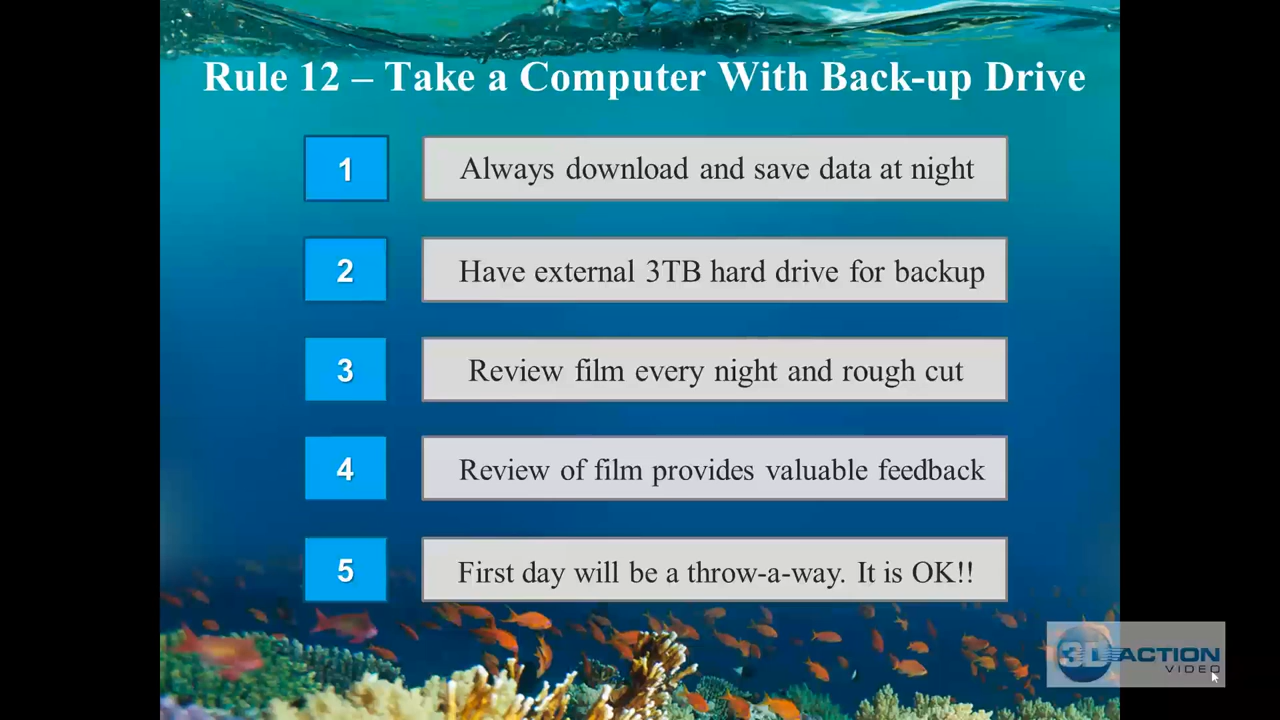 Rule 12 – Take a Computer With Back-up Drive
1
Always download and save data at night
2
Have external 3TB hard drive for backup
3
Review film every night and rough cut
4
Review of film provides valuable feedback
5
First day will be a throw-a-way. It is OK!!
3D ACTION
VIDEO